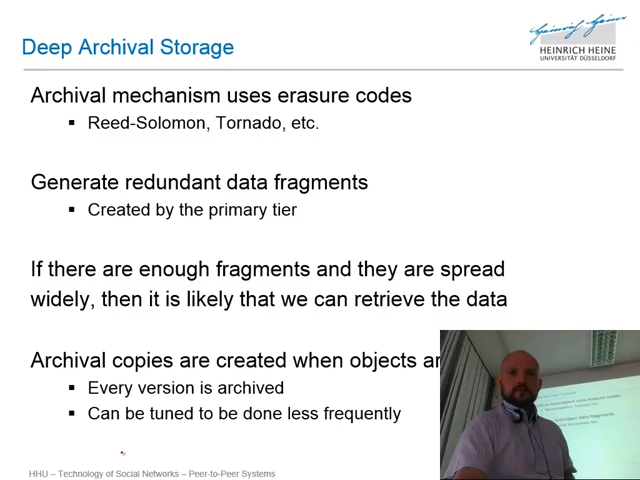 Deep Archival Storage
Heinrich Heine
HEINRICH HEINE
UNIVERSITÄT DÜSSELDORF
Archival mechanism uses erasure codes
▪ Reed-Solomon, Tornado, etc.
Generate redundant data fragments
▪ Created by the primary tier
If there are enough fragments and they are spread
widely, then it is likely that we can retrieve the data
Archival copies are created when objects ar
▪ Every version is archived
▪ Can be tuned to be done less frequently
HHU – Technology of Social Networks – Peer-to-Peer Systems